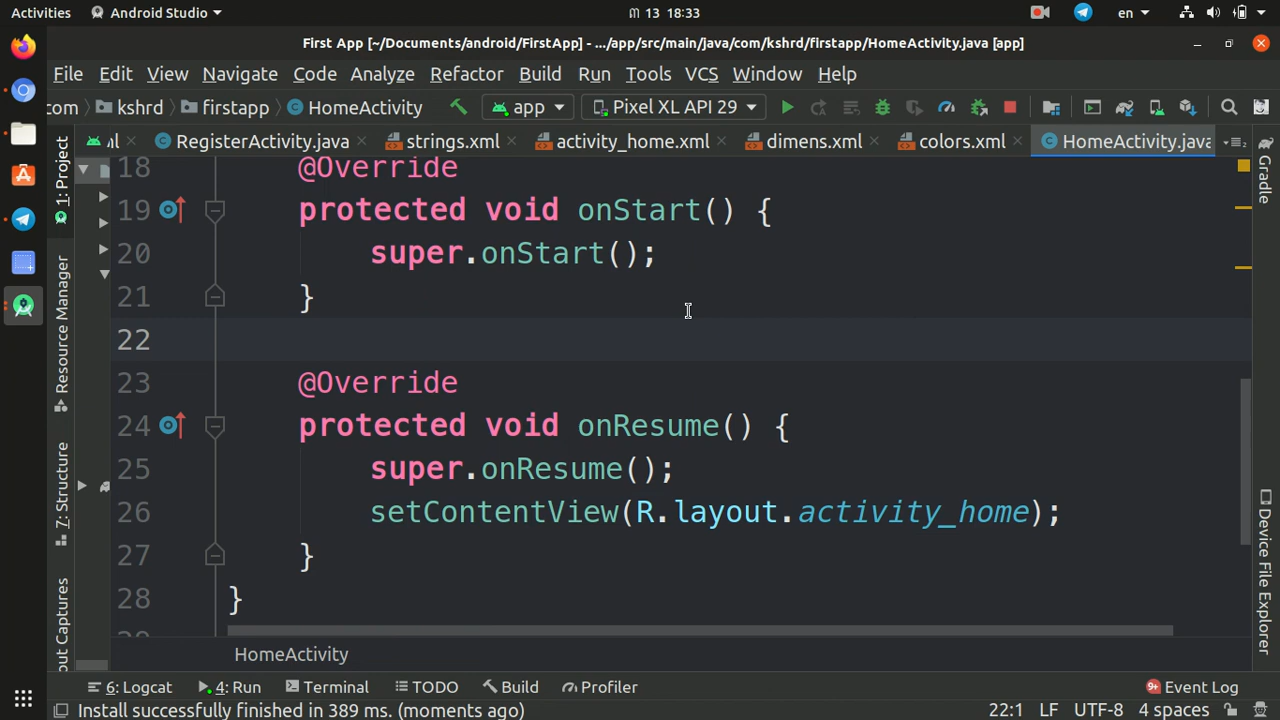 Activities
Android Studio
ຕາ 13 18:33
en
First App [~/Documents/android/FirstApp] - .../app/src/main/java/com/kshrd/firstapp/HomeActivity.java [app]
File Edit View Navigate Code Analyze Refactor Build Run Tools VCS Window Help
com kshrd firstapp HomeActivity app Pixel XL API 29
RegisterActivity.java strings.xml activity_home.xml dimens.xml colors.xml HomeActivity.java
1: Project
Resource Manager
7: Structure
out Captures
18 @Override
19 protected void onStart() {
20 super.onStart();
21 }
22
23 @Override
24 protected void onResume() {
25 super.onResume();
26 setContentView(R.layout.activity_home);
27 }
28 }
Gradle
Device File Explorer
HomeActivity
6: Logcat 4: Run Terminal TODO Build Profiler 9+ Event Log
Install successfully finished in 389 ms. (moments ago) 22:1 LF UTF-8 4 spaces